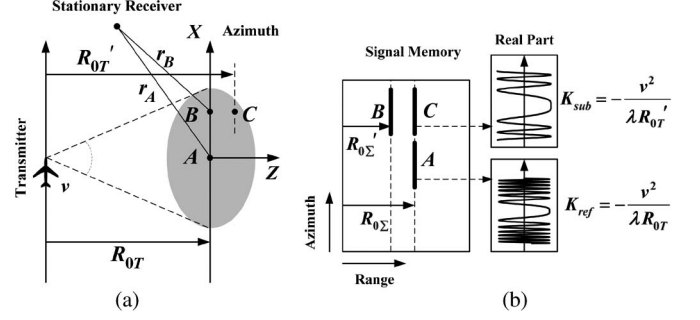 Stationary Receiver
X
Azimuth
R0T′
rB
rA
B
C
A
Z
Transmitter
v
R0T
(a)
Signal Memory
Real Part
B
C
R0Σ′
A
R0Σ
Azimuth
Range
Ksub = − v² / λR0T′
Kref = − v² / λR0T
(b)